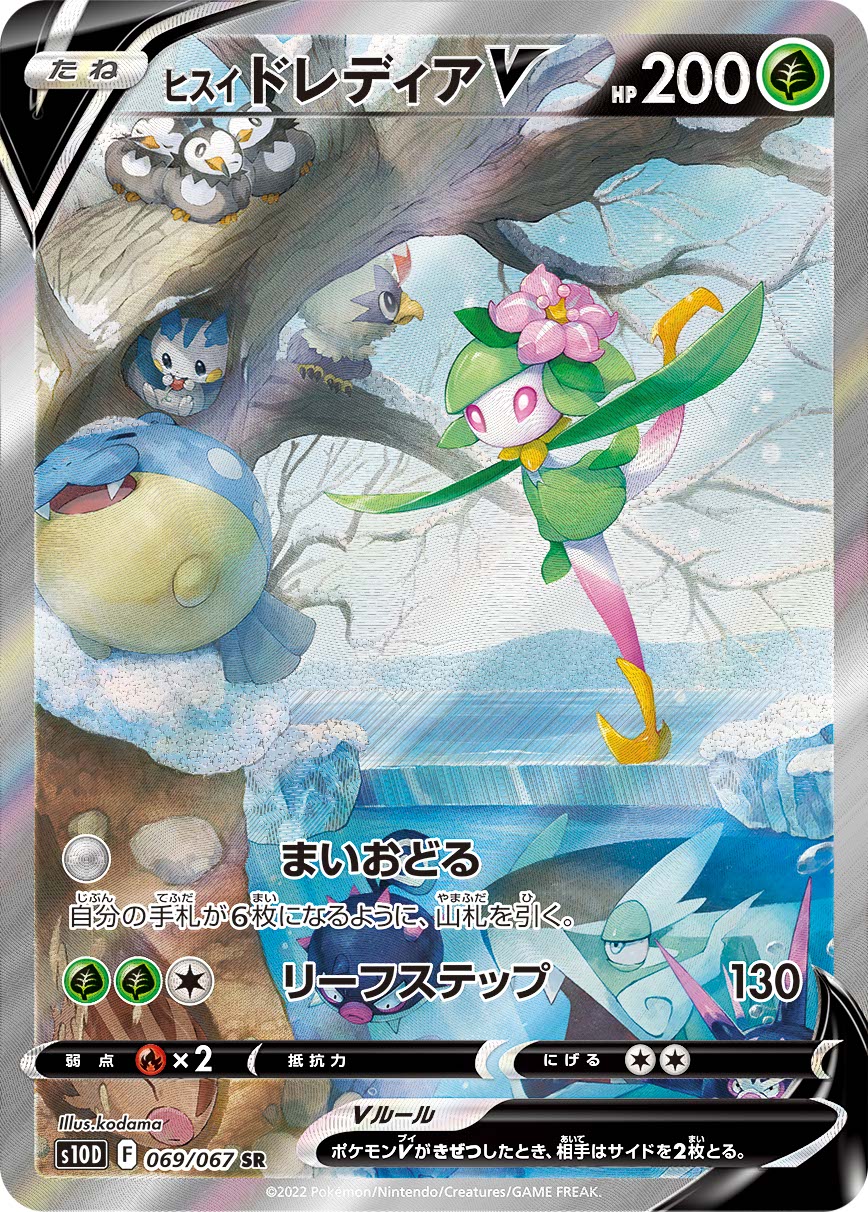 たね
ヒスイドレディアV
HP 200
まいおどる
自分の手札が6枚になるように、山札を引く。
リーフステップ 130
弱点 ×2 抵抗力 にげる
Illus.kodama
Vルール
ポケモンVがきぜつしたとき、相手はサイドを2枚とる。
s10D F 069/067 SR
©2022 Pokémon/Nintendo/Creatures/GAME FREAK.